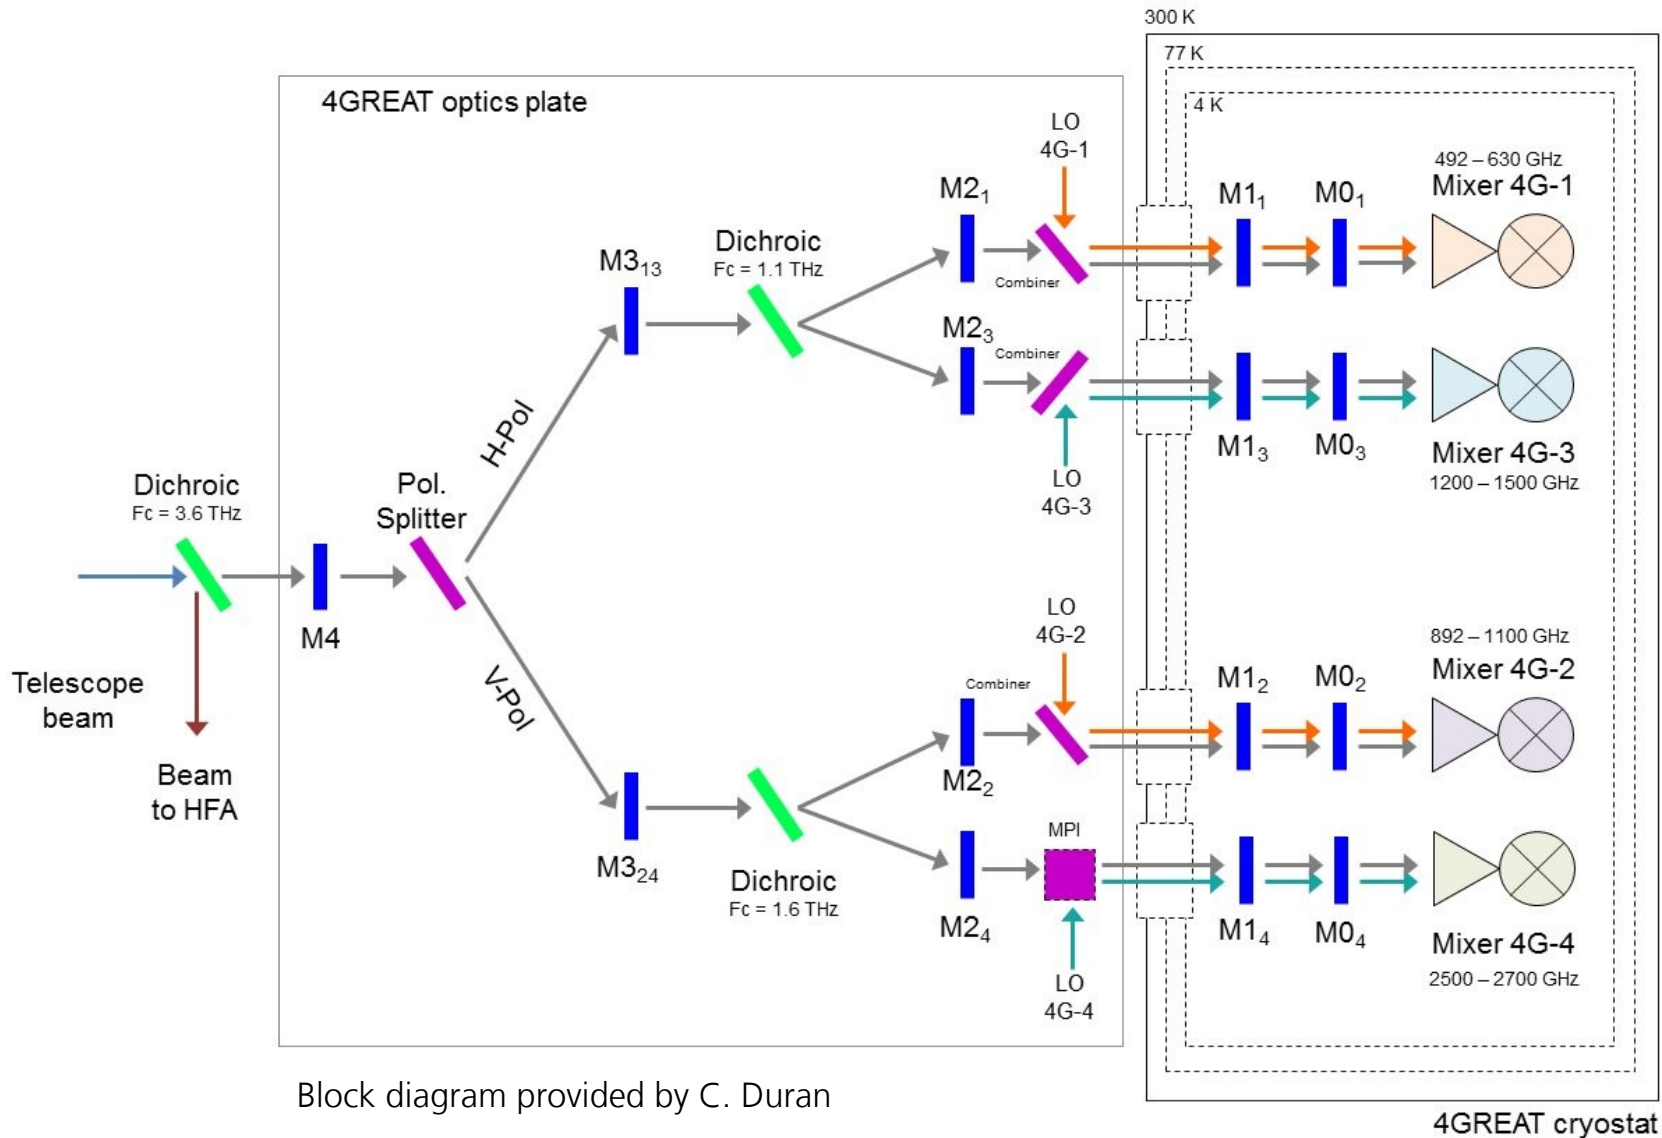 300 K
77 K
4 K
4GREAT optics plate
LO
4G-1
M2₁
Combiner
M1₁
M0₁
492 – 630 GHz
Mixer 4G-1
Dichroic
Fc = 1.1 THz
M3₁₃
M2₃
Combiner
LO
4G-3
M1₃
M0₃
Mixer 4G-3
1200 – 1500 GHz
H-Pol
Dichroic
Fc = 3.6 THz
Pol.
Splitter
M4
Telescope
beam
Beam
to HFA
V-Pol
LO
4G-2
Combiner
M2₂
M1₂
M0₂
892 – 1100 GHz
Mixer 4G-2
M3₂₄
Dichroic
Fc = 1.6 THz
MPI
M2₄
LO
4G-4
M1₄
M0₄
Mixer 4G-4
2500 – 2700 GHz
Block diagram provided by C. Duran
4GREAT cryostat